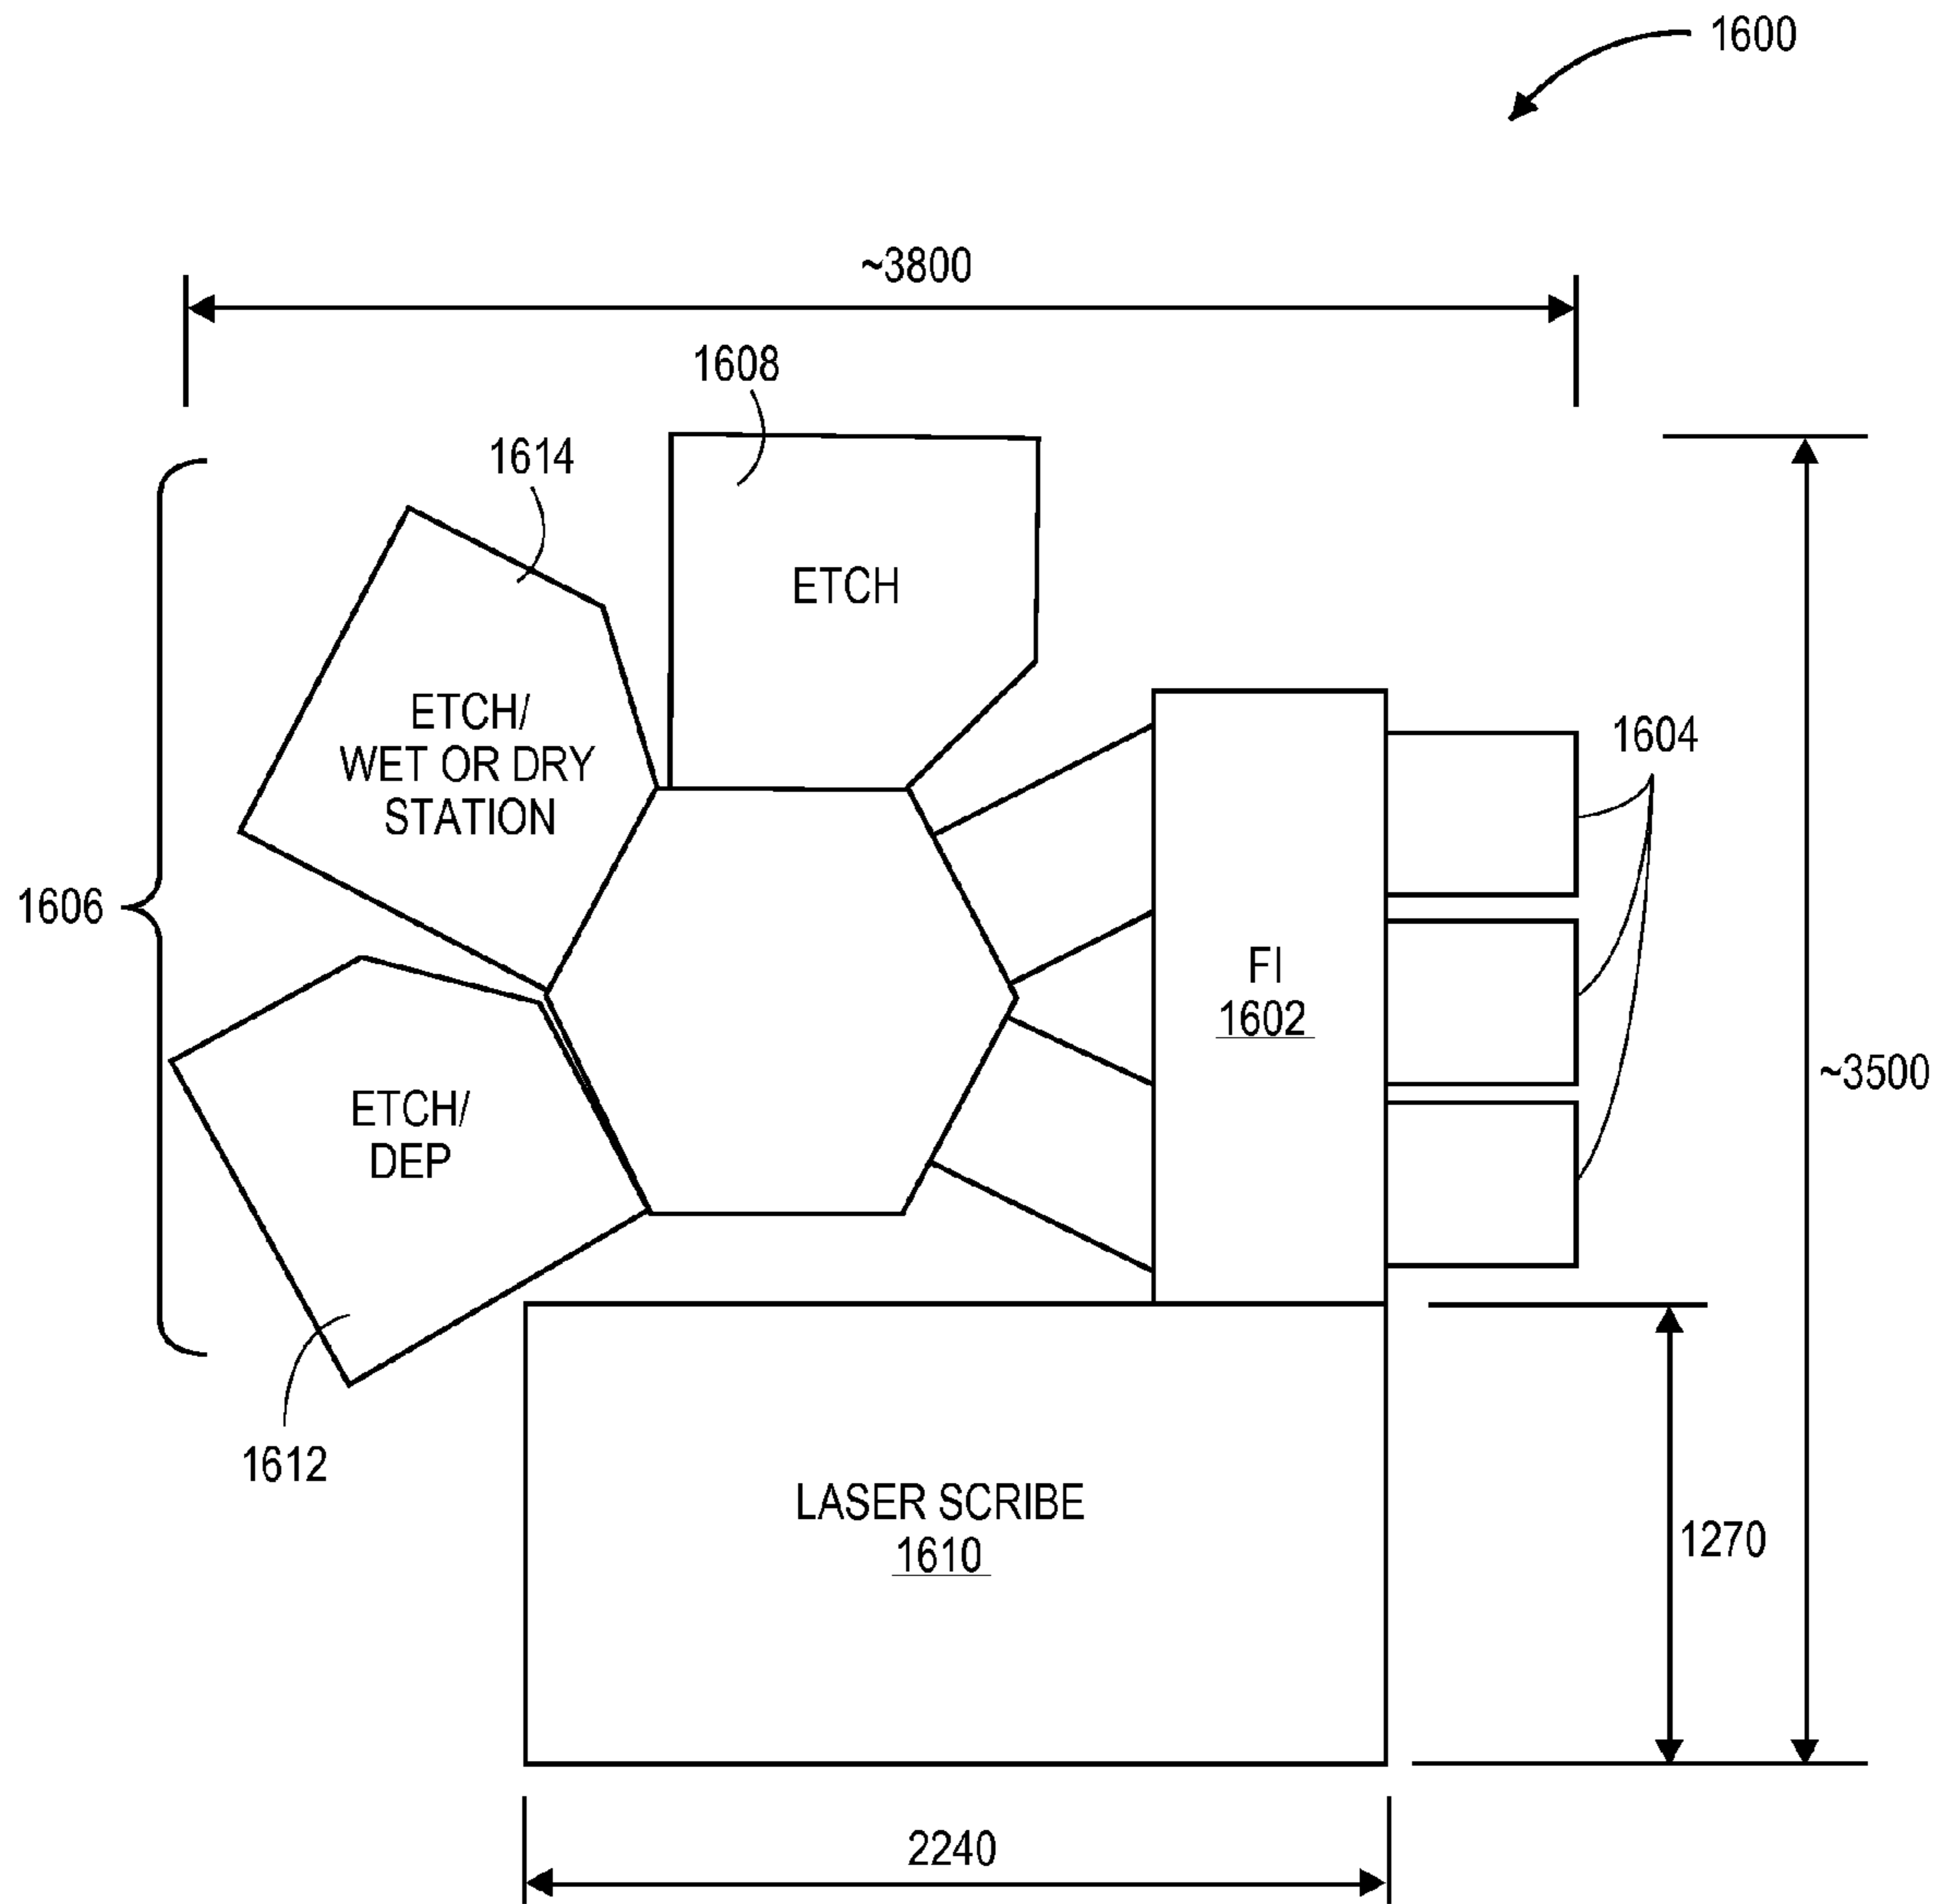 1600
~3800
1608
1614
ETCH
ETCH/
WET OR DRY
STATION
1604
1606
FI
1602
~3500
ETCH/
DEP
1612
LASER SCRIBE
1610
1270
2240